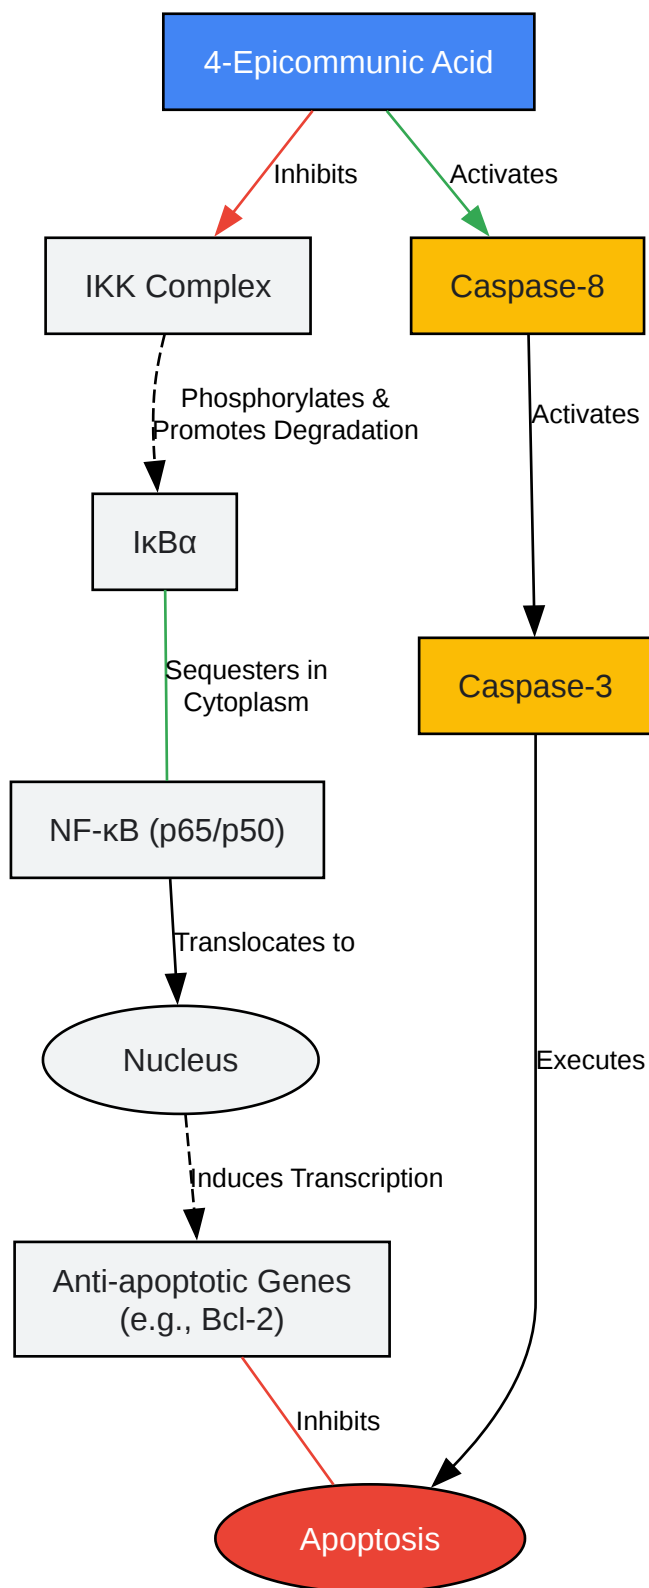 4-Epicommunic Acid
Inhibits
Activates
IKK Complex
Caspase-8
Phosphorylates &
Promotes Degradation
Activates
IκBα
Sequesters in
Cytoplasm
Caspase-3
NF-κB (p65/p50)
Translocates to
Nucleus
Executes
Induces Transcription
Anti-apoptotic Genes
(e.g., Bcl-2)
Inhibits
Apoptosis